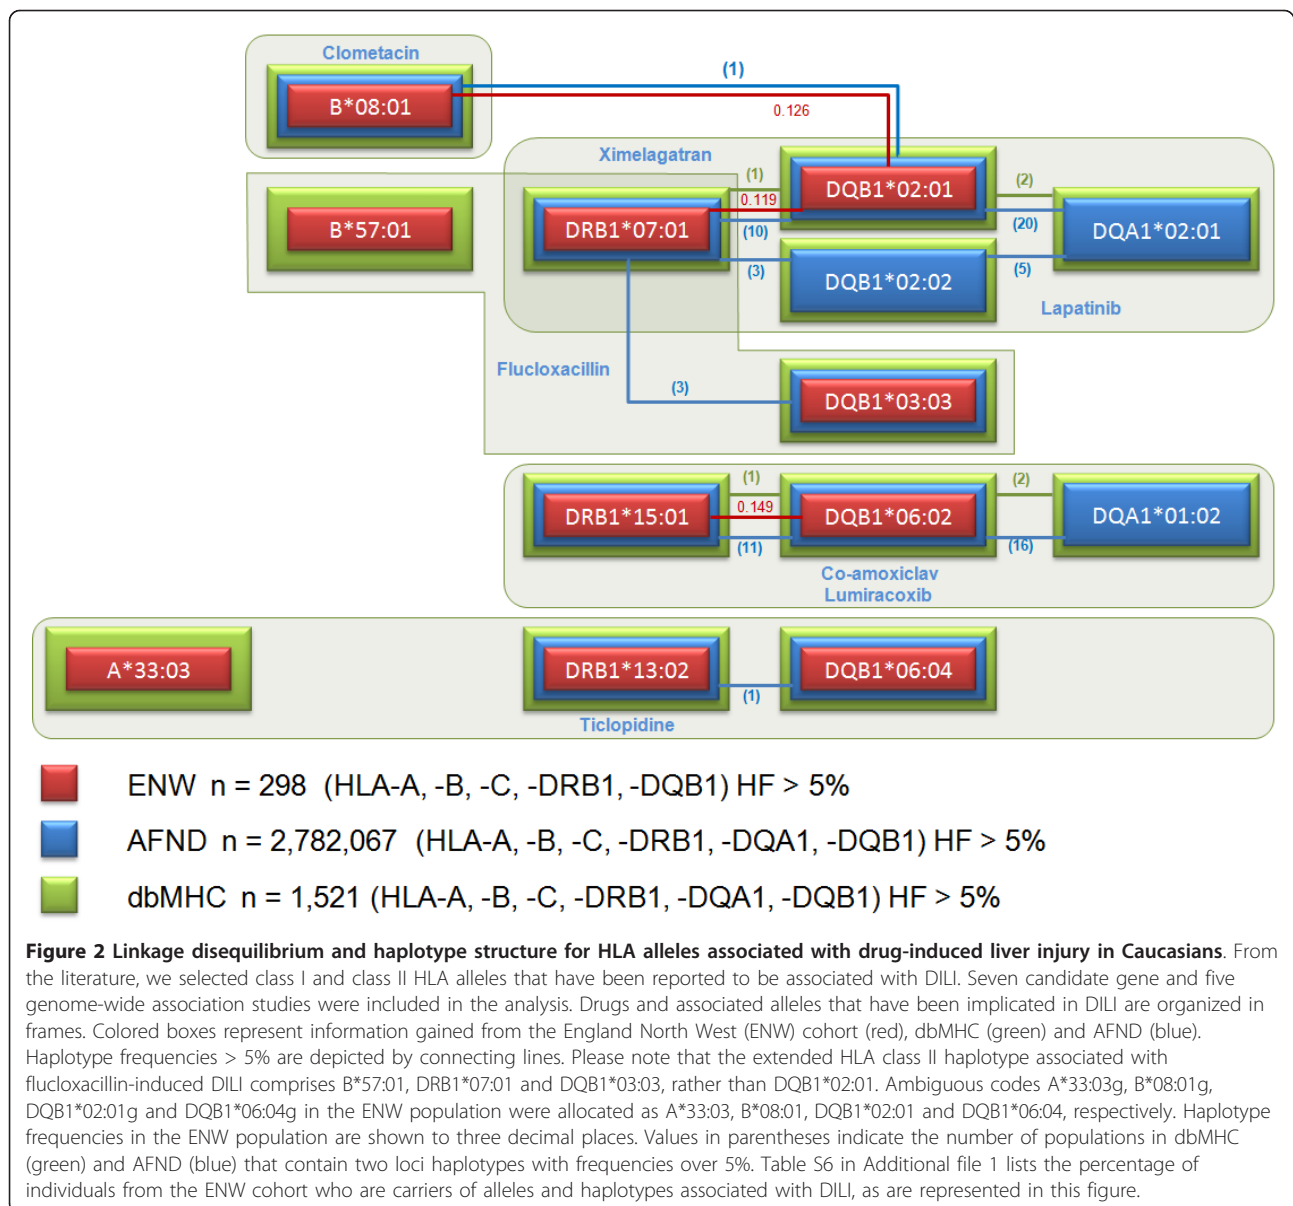 Clometacin
B*08:01
(1)
0.126
Ximelagatran
B*57:01
DRB1*07:01
(1)
0.119
(10)
(3)
DQB1*02:01
DQB1*02:02
(2)
(20)
(5)
DQA1*02:01
Lapatinib
Flucloxacillin
(3)
DQB1*03:03
DRB1*15:01
(1)
0.149
(11)
DQB1*06:02
(2)
(16)
DQA1*01:02
Co-amoxiclav
Lumiracoxib
A*33:03
DRB1*13:02
(1)
DQB1*06:04
Ticlopidine
ENW n = 298 (HLA-A, -B, -C, -DRB1, -DQB1) HF > 5%
AFND n = 2,782,067 (HLA-A, -B, -C, -DRB1, -DQA1, -DQB1) HF > 5%
dbMHC n = 1,521 (HLA-A, -B, -C, -DRB1, -DQA1, -DQB1) HF > 5%
Figure 2 Linkage disequilibrium and haplotype structure for HLA alleles associated with drug-induced liver injury in Caucasians. From
the literature, we selected class I and class II HLA alleles that have been reported to be associated with DILI. Seven candidate gene and five
genome-wide association studies were included in the analysis. Drugs and associated alleles that have been implicated in DILI are organized in
frames. Colored boxes represent information gained from the England North West (ENW) cohort (red), dbMHC (green) and AFND (blue).
Haplotype frequencies > 5% are depicted by connecting lines. Please note that the extended HLA class II haplotype associated with
flucloxacillin-induced DILI comprises B*57:01, DRB1*07:01 and DQB1*03:03, rather than DQB1*02:01. Ambiguous codes A*33:03g, B*08:01g,
DQB1*02:01g and DQB1*06:04g in the ENW population were allocated as A*33:03, B*08:01, DQB1*02:01 and DQB1*06:04, respectively. Haplotype
frequencies in the ENW population are shown to three decimal places. Values in parentheses indicate the number of populations in dbMHC
(green) and AFND (blue) that contain two loci haplotypes with frequencies over 5%. Table S6 in Additional file 1 lists the percentage of
individuals from the ENW cohort who are carriers of alleles and haplotypes associated with DILI, as are represented in this figure.